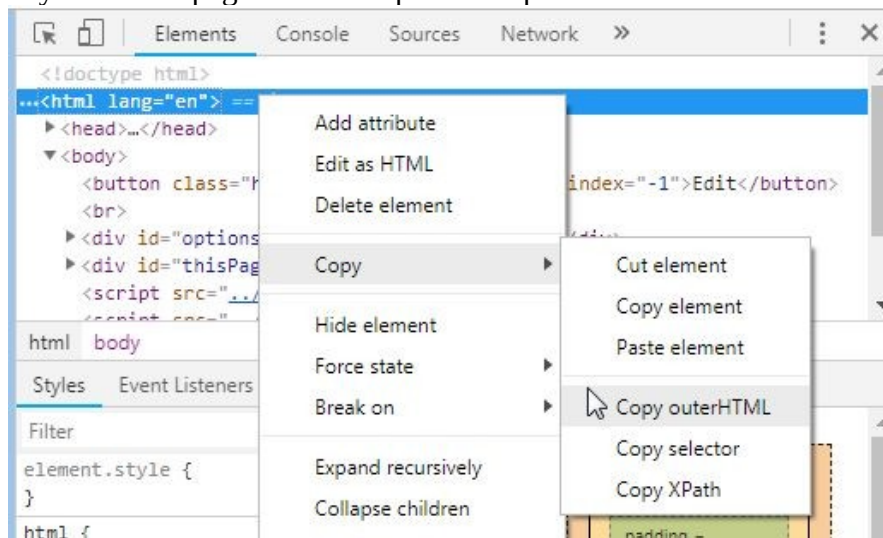 Elements Console Sources Network »
<!doctype html>
...<html lang="en"> ==
▶<head>…</head>
▼<body>
<button class="
index="-1">Edit</button>
<br>
▶<div id="options
▶<div id="thisPag
<script src="../
html body
Styles Event Listeners
Filter
element.style {
}
html {
Add attribute
Edit as HTML
Delete element
Copy
Hide element
Force state
Break on
Expand recursively
Collapse children
Cut element
Copy element
Paste element
Copy outerHTML
Copy selector
Copy XPath